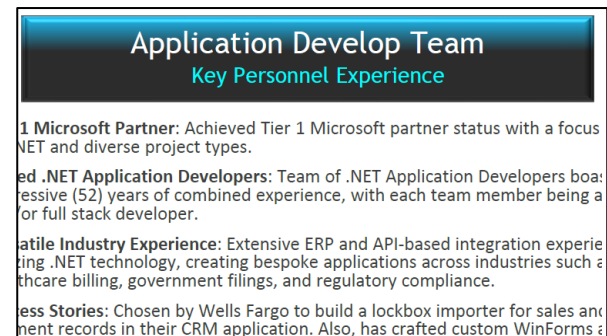 Application Develop Team
Key Personnel Experience
1 Microsoft Partner: Achieved Tier 1 Microsoft partner status with a focus
.NET and diverse project types.
ed .NET Application Developers: Team of .NET Application Developers boas
ressive (52) years of combined experience, with each team member being a
/or full stack developer.
atile Industry Experience: Extensive ERP and API-based integration experie
zing .NET technology, creating bespoke applications across industries such a
thcare billing, government filings, and regulatory compliance.
cess Stories: Chosen by Wells Fargo to build a lockbox importer for sales and
ment records in their CRM application. Also, has crafted custom WinForms a